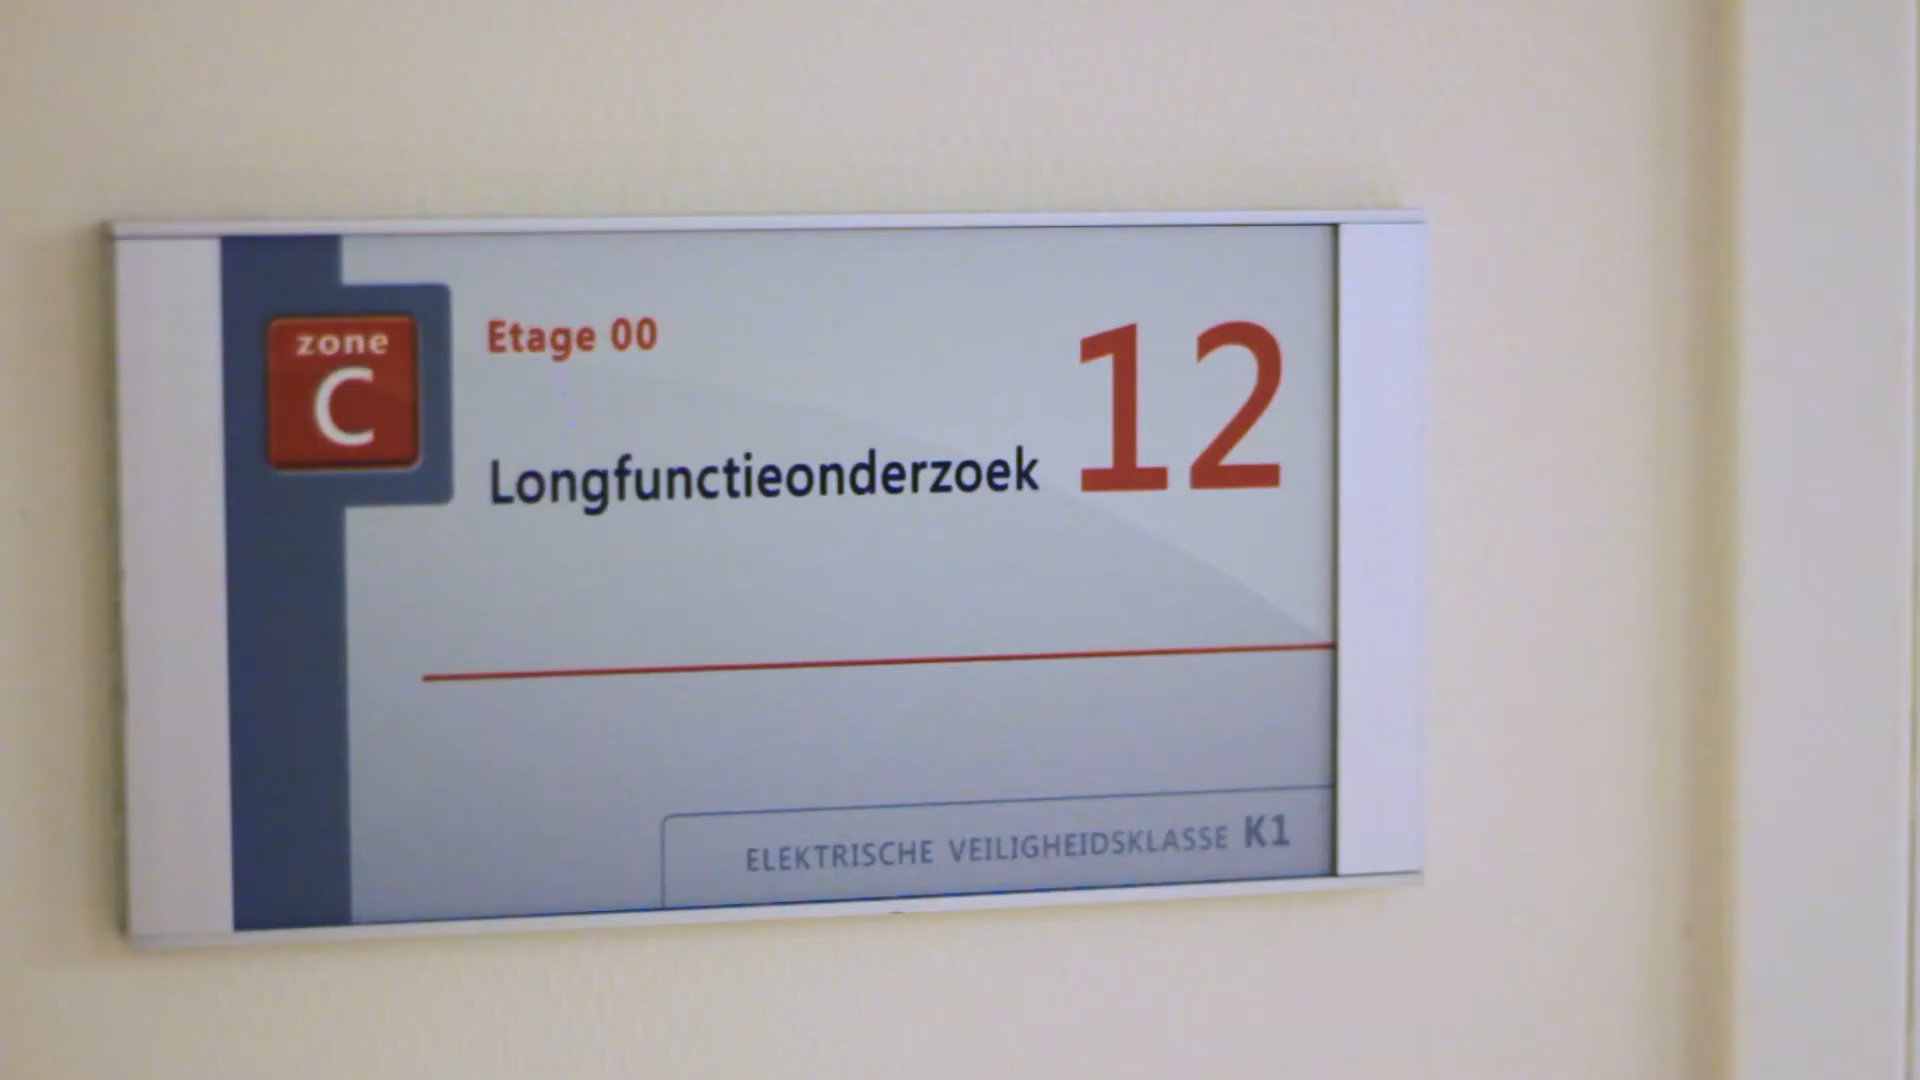 zone
C
Etage 00
12
Longfunctieonderzoek
ELEKTRISCHE VEILIGHEIDSKLASSE K1